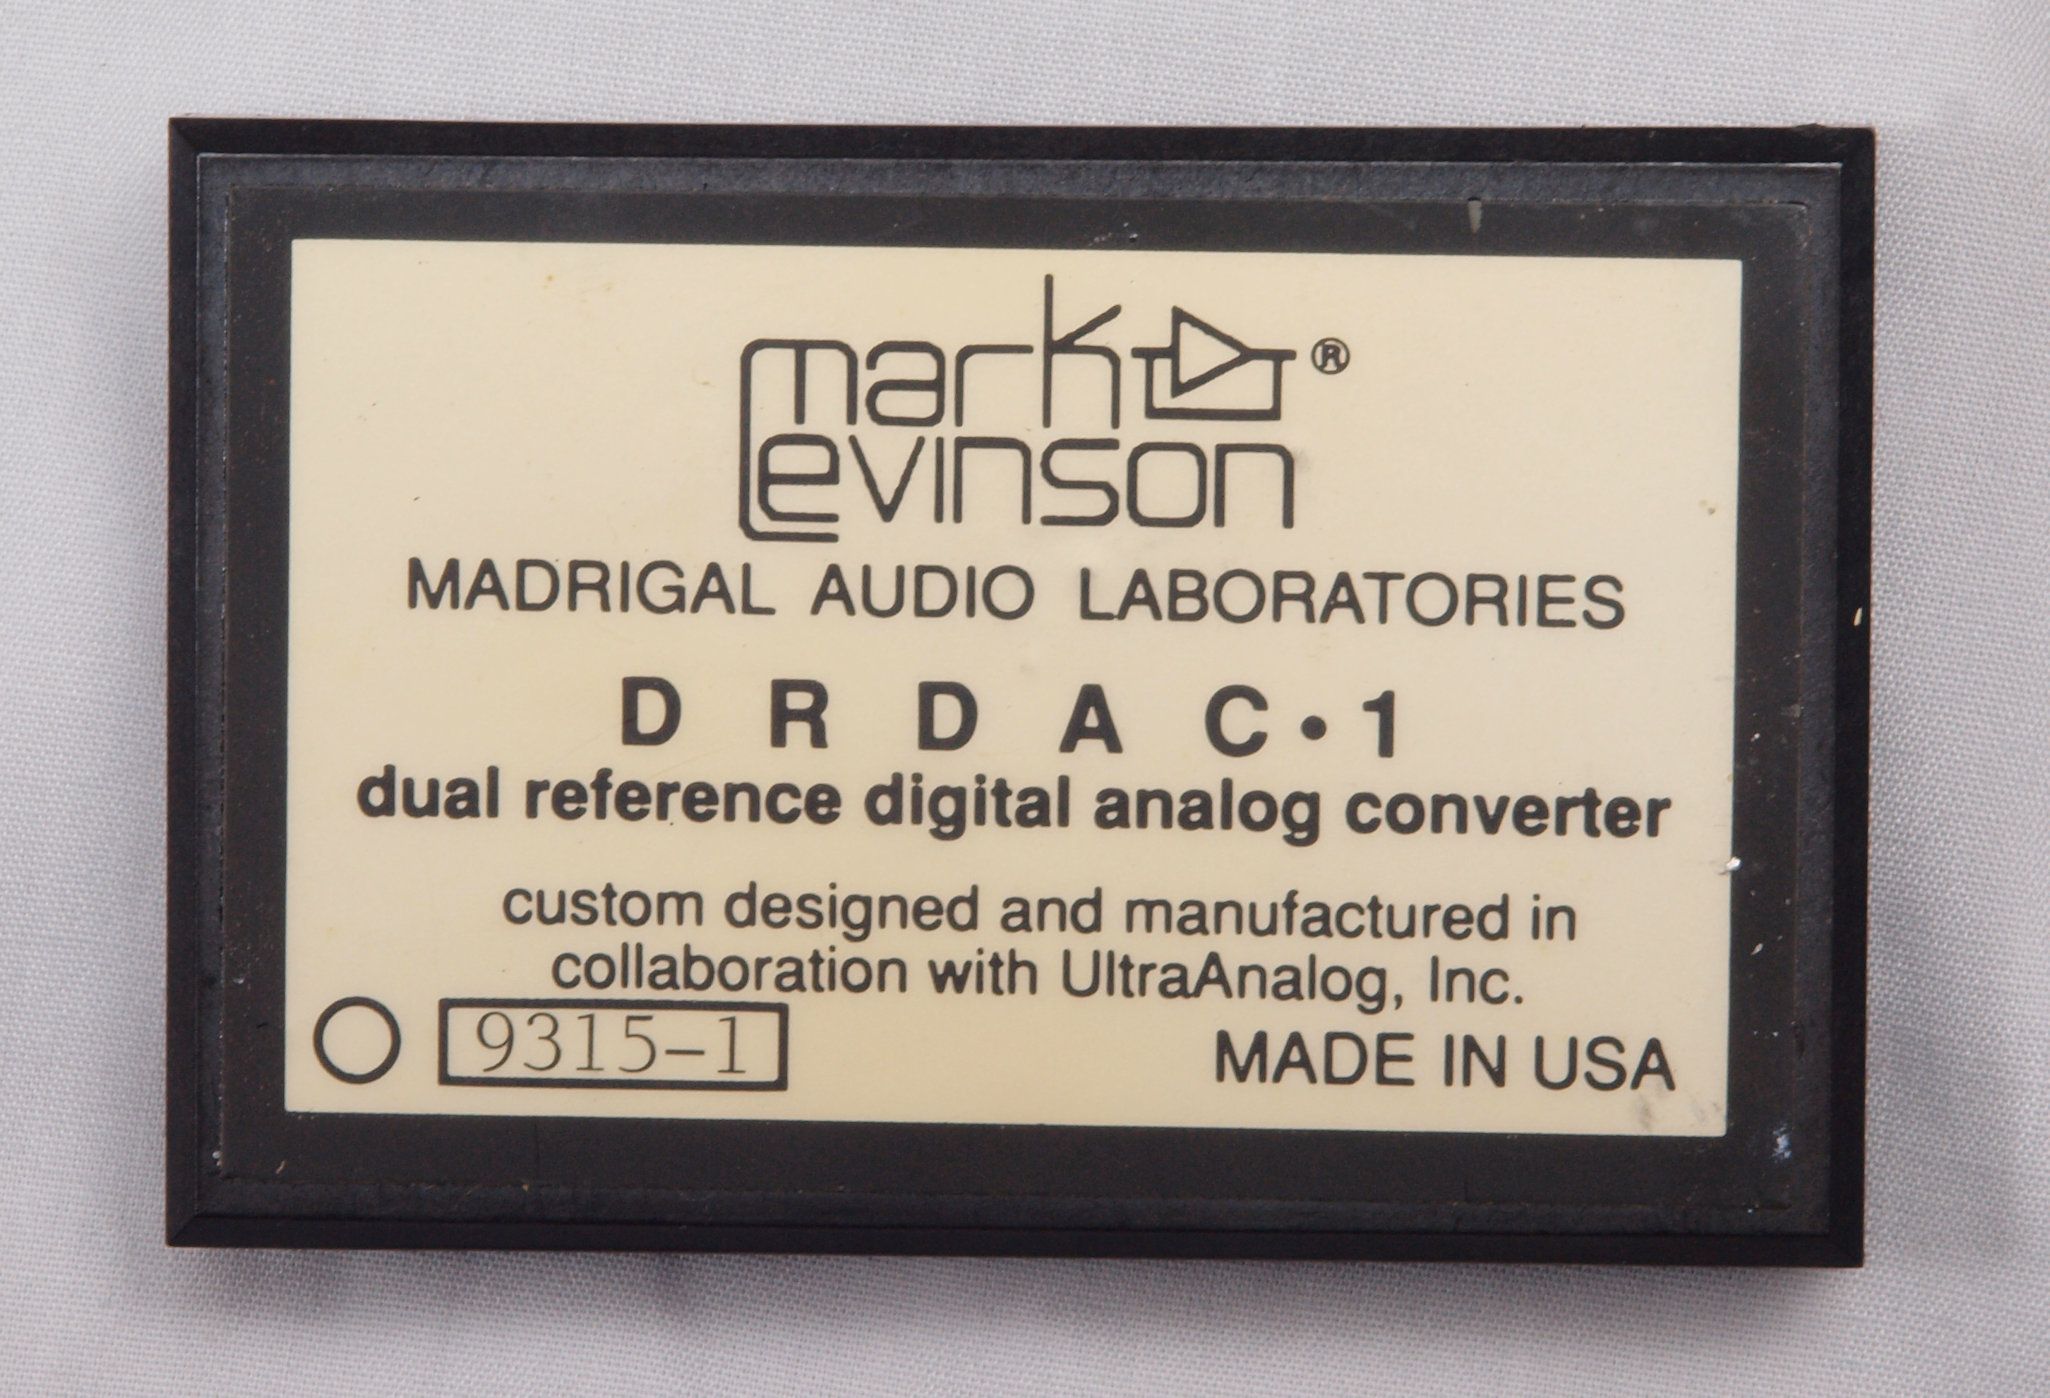 mark ®
Levinson
MADRIGAL AUDIO LABORATORIES
DRDAC•1
dual reference digital analog converter
custom designed and manufactured in
collaboration with UltraAnalog, Inc.
9315-1
MADE IN USA